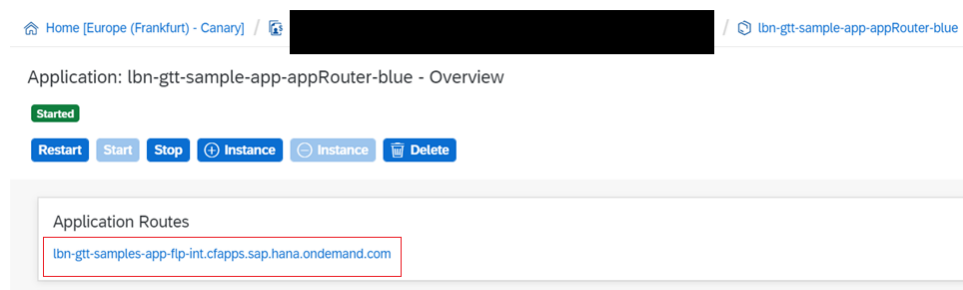 Home [Europe (Frankfurt) - Canary] / / lbn-gtt-sample-app-appRouter-blue
Application: lbn-gtt-sample-app-appRouter-blue - Overview
Started
Restart Start Stop Instance Instance Delete
Application Routes
lbn-gtt-samples-app-flp-int.cfapps.sap.hana.ondemand.com